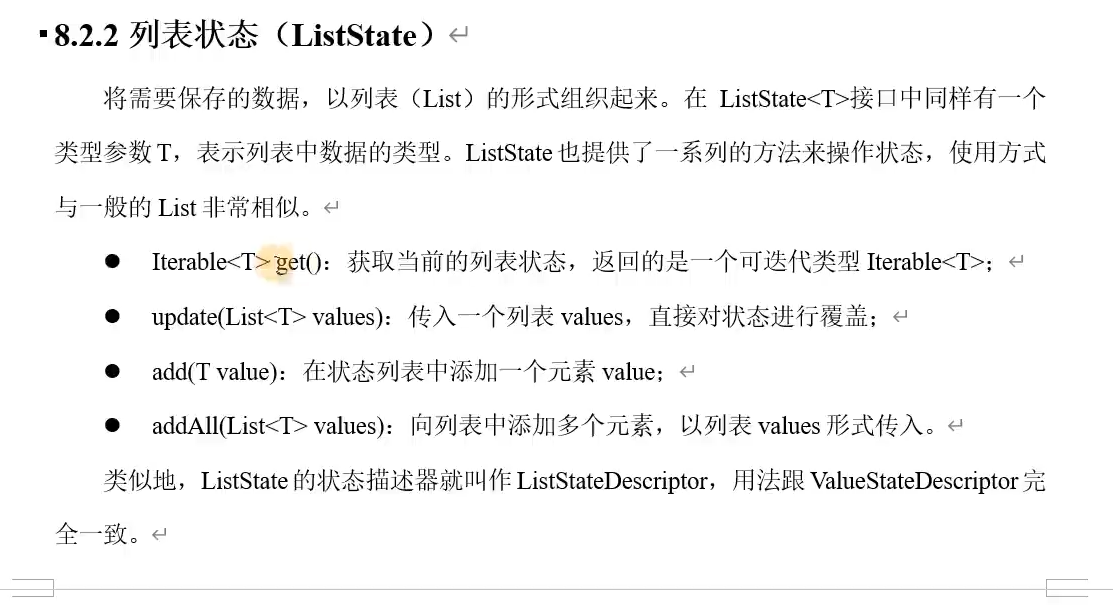 8.2.2 列表状态（ListState）
将需要保存的数据，以列表（List）的形式组织起来。在 ListState<T>接口中同样有一个
类型参数 T，表示列表中数据的类型。ListState 也提供了一系列的方法来操作状态，使用方式
与一般的 List 非常相似。
● Iterable<T> get()：获取当前的列表状态，返回的是一个可迭代类型 Iterable<T>；
● update(List<T> values)：传入一个列表 values，直接对状态进行覆盖；
● add(T value)：在状态列表中添加一个元素 value；
● addAll(List<T> values)：向列表中添加多个元素，以列表 values 形式传入。
类似地，ListState 的状态描述器就叫作 ListStateDescriptor，用法跟 ValueStateDescriptor 完
全一致。